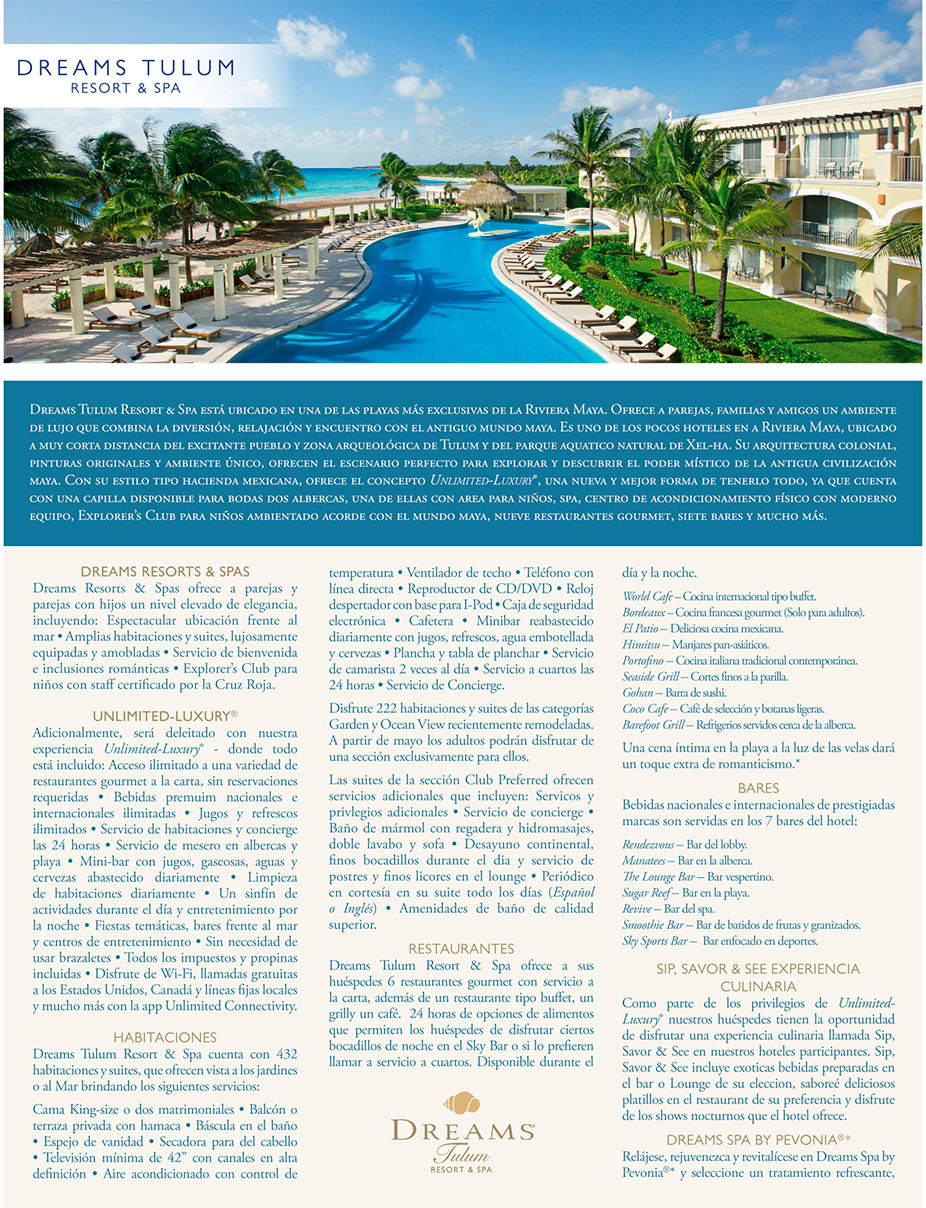 DREAMS TULUM
RESORT & SPA
Dreams Tulum Resort & Spa está ubicado en una de las playas más exclusivas de la Riviera Maya. Ofrece a parejas, familias y amigos un ambiente
de lujo que combina la diversión, relajación y encuentro con el antiguo mundo maya. Es uno de los pocos hoteles en a Riviera Maya, ubicado
a muy corta distancia del excitante pueblo y zona arqueológica de Tulum y del parque aquatico natural de Xel-ha. Su arquitectura colonial,
pinturas originales y ambiente único, ofrecen el escenario perfecto para explorar y descubrir el poder místico de la antigua civilización
maya. Con su estilo tipo hacienda mexicana, ofrece el concepto Unlimited-Luxury®, una nueva y mejor forma de tenerlo todo, ya que cuenta
con una capilla disponible para bodas dos albercas, una de ellas con area para niños, spa, centro de acondicionamiento físico con moderno
equipo, Explorer's Club para niños ambientado acorde con el mundo maya, nueve restaurantes gourmet, siete bares y mucho más.
DREAMS RESORTS & SPAS
Dreams Resorts & Spas ofrece a parejas y
parejas con hijos un nivel elevado de elegancia,
incluyendo: Espectacular ubicación frente al
mar • Amplias habitaciones y suites, lujosamente
equipadas y amobladas • Servicio de bienvenida
e inclusiones románticas • Explorer's Club para
niños con staff certificado por la Cruz Roja.
UNLIMITED-LUXURY®
Adicionalmente, será deleitado con nuestra
experiencia Unlimited-Luxury® - donde todo
está incluido: Acceso ilimitado a una variedad de
restaurantes gourmet a la carta, sin reservaciones
requeridas • Bebidas premuim nacionales e
internacionales ilimitadas • Jugos y refrescos
ilimitados • Servicio de habitaciones y concierge
las 24 horas • Servicio de mesero en albercas y
playa • Mini-bar con jugos, gaseosas, aguas y
cervezas abastecido diariamente • Limpieza
de habitaciones diariamente • Un sinfín de
actividades durante el día y entretenimiento por
la noche • Fiestas temáticas, bares frente al mar
y centros de entretenimiento • Sin necesidad de
usar brazaletes • Todos los impuestos y propinas
incluidas • Disfrute de Wi-Fi, llamadas gratuitas
a los Estados Unidos, Canadá y líneas fijas locales
y mucho más con la app Unlimited Connectivity.
HABITACIONES
Dreams Tulum Resort & Spa cuenta con 432
habitaciones y suites, que ofrecen vista a los jardines
o al Mar brindando los siguientes servicios:
Cama King-size o dos matrimoniales • Balcón o
terraza privada con hamaca • Báscula en el baño
• Espejo de vanidad • Secadora para del cabello
• Televisión mínima de 42” con canales en alta
definición • Aire acondicionado con control de
temperatura • Ventilador de techo • Teléfono con
línea directa • Reproductor de CD/DVD • Reloj
despertador con base para I-Pod • Caja de seguridad
electrónica • Cafetera • Minibar reabastecido
diariamente con jugos, refrescos, agua embotellada
y cervezas • Plancha y tabla de planchar • Servicio
de camarista 2 veces al día • Servicio a cuartos las
24 horas • Servicio de Concierge.
Disfrute 222 habitaciones y suites de las categorías
Garden y Ocean View recientemente remodeladas.
A partir de mayo los adultos podrán disfrutar de
una sección exclusivamente para ellos.
Las suites de la sección Club Preferred ofrecen
servicios adicionales que incluyen: Servicos y
privlegios adicionales • Servicio de concierge •
Baño de mármol con regadera y hidromasajes,
doble lavabo y sofa • Desayuno continental,
finos bocadillos durante el dia y servicio de
postres y finos licores en el lounge • Periódico
en cortesía en su suite todo los días (Español
o Inglés) • Amenidades de baño de calidad
superior.
RESTAURANTES
Dreams Tulum Resort & Spa ofrece a sus
huéspedes 6 restaurantes gourmet con servicio a
la carta, además de un restaurante tipo buffet, un
grilly un café. 24 horas de opciones de alimentos
que permiten los huéspedes de disfrutar ciertos
bocadillos de noche en el Sky Bar o si lo prefieren
llamar a servicio a cuartos. Disponible durante el
DREAMS®
Tulum
RESORT & SPA
día y la noche.
World Cafe – Cocina internacional tipo buffet.
Bordeaux – Cocina francesa gourmet (Solo para adultos).
El Patio – Deliciosa cocina mexicana.
Himitsu – Manjares pan-asiáticos.
Portofino – Cocina italiana tradicional contemporánea.
Seaside Grill – Cortes finos a la parilla.
Gohan – Barra de sushi.
Coco Cafe – Café de selección y botanas ligeras.
Barefoot Grill – Refrigerios servidos cerca de la alberca.
Una cena íntima en la playa a la luz de las velas dará
un toque extra de romanticismo.*
BARES
Bebidas nacionales e internacionales de prestigiadas
marcas son servidas en los 7 bares del hotel:
Rendezvous – Bar del lobby.
Manatees – Bar en la alberca.
The Lounge Bar – Bar vespertino.
Sugar Reef – Bar en la playa.
Revive – Bar del spa.
Smoothie Bar – Bar de batidos de frutas y granizados.
Sky Sports Bar – Bar enfocado en deportes.
SIP, SAVOR & SEE EXPERIENCIA
CULINARIA
Como parte de los privilegios de Unlimited-
Luxury® nuestros huéspedes tienen la oportunidad
de disfrutar una experiencia culinaria llamada Sip,
Savor & See en nuestros hoteles participantes. Sip,
Savor & See incluye exoticas bebidas preparadas en
el bar o Lounge de su eleccion, saboreé deliciosos
platillos en el restaurant de su preferencia y disfrute
de los shows nocturnos que el hotel ofrece.
DREAMS SPA BY PEVONIA®*
Relájese, rejuvenezca y revitalícese en Dreams Spa by
Pevonia®* y seleccione un tratamiento refrescante,